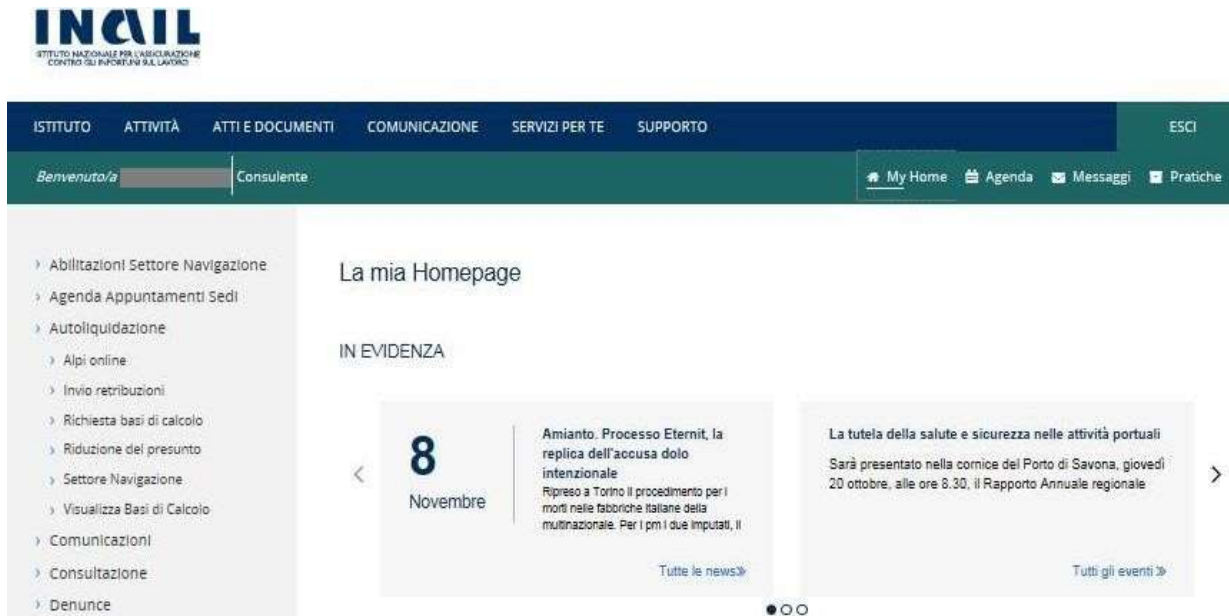 INAIL
ISTITUTO NAZIONALE PER L'ASSICURAZIONE
CONTRO GLI INFORTUNI SUL LAVORO
ISTITUTO ATTIVITÀ ATTI E DOCUMENTI COMUNICAZIONE SERVIZI PER TE SUPPORTO ESCI
Benvenuto/a Consulente My Home Agenda Messaggi Pratiche
Abilitazioni Settore Navigazione
Agenda Appuntamenti Sedi
Autoliquidazione
Alpi online
Invio retribuzioni
Richiesta basi di calcolo
Riduzione del presunto
Settore Navigazione
Visualizza Basi di Calcolo
Comunicazioni
Consultazione
Denunce
La mia Homepage
IN EVIDENZA
8
Novembre
Amianto. Processo Eternit, la
replica dell'accusa dolo
intenzionale
Ripreso a Torino il procedimento per i
morti nelle fabbriche italiane della
multinazionale. Per i pm i due imputati, il
Tutte le news
La tutela della salute e sicurezza nelle attività portuali
Sarà presentato nella cornice del Porto di Savona, giovedì
20 ottobre, alle ore 8.30, il Rapporto Annuale regionale
Tutti gli eventi